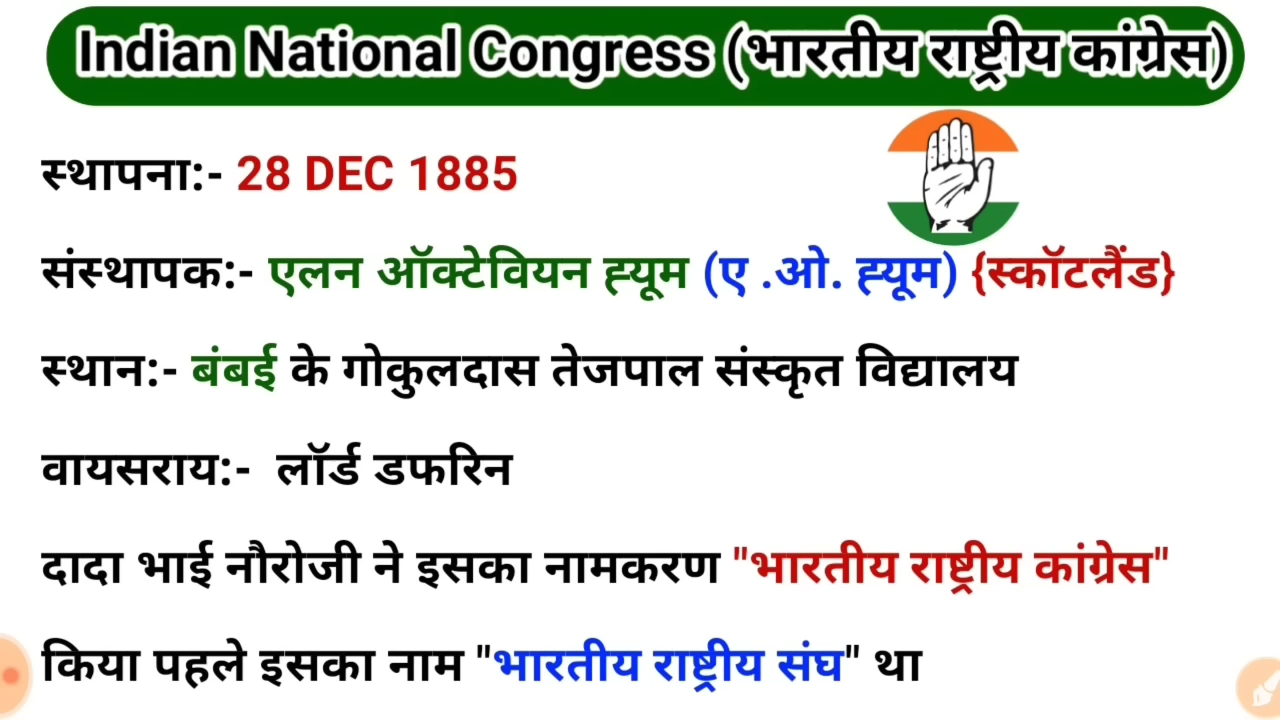 Indian National Congress (भारतीय राष्ट्रीय कांग्रेस)
स्थापना:- 28 DEC 1885
संस्थापक:- एलन ऑक्टेवियन ह्यूम (ए .ओ. ह्यूम) {स्कॉटलैंड}
स्थान:- बंबई के गोकुलदास तेजपाल संस्कृत विद्यालय
वायसराय:- लॉर्ड डफरिन
दादा भाई नौरोजी ने इसका नामकरण "भारतीय राष्ट्रीय कांग्रेस"
किया पहले इसका नाम "भारतीय राष्ट्रीय संघ" था